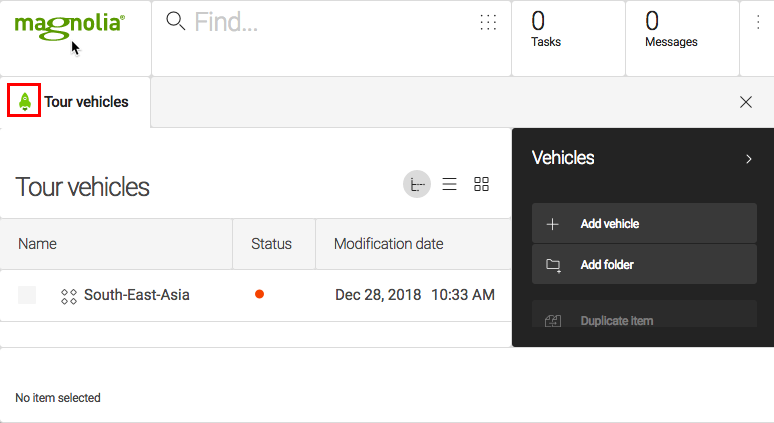 magnolia®
Find...
0
Tasks
0
Messages
Tour vehicles
Tour vehicles
Name Status Modification date
South-East-Asia Dec 28, 2018 10:33 AM
Vehicles
Add vehicle
Add folder
Duplicate item
No item selected